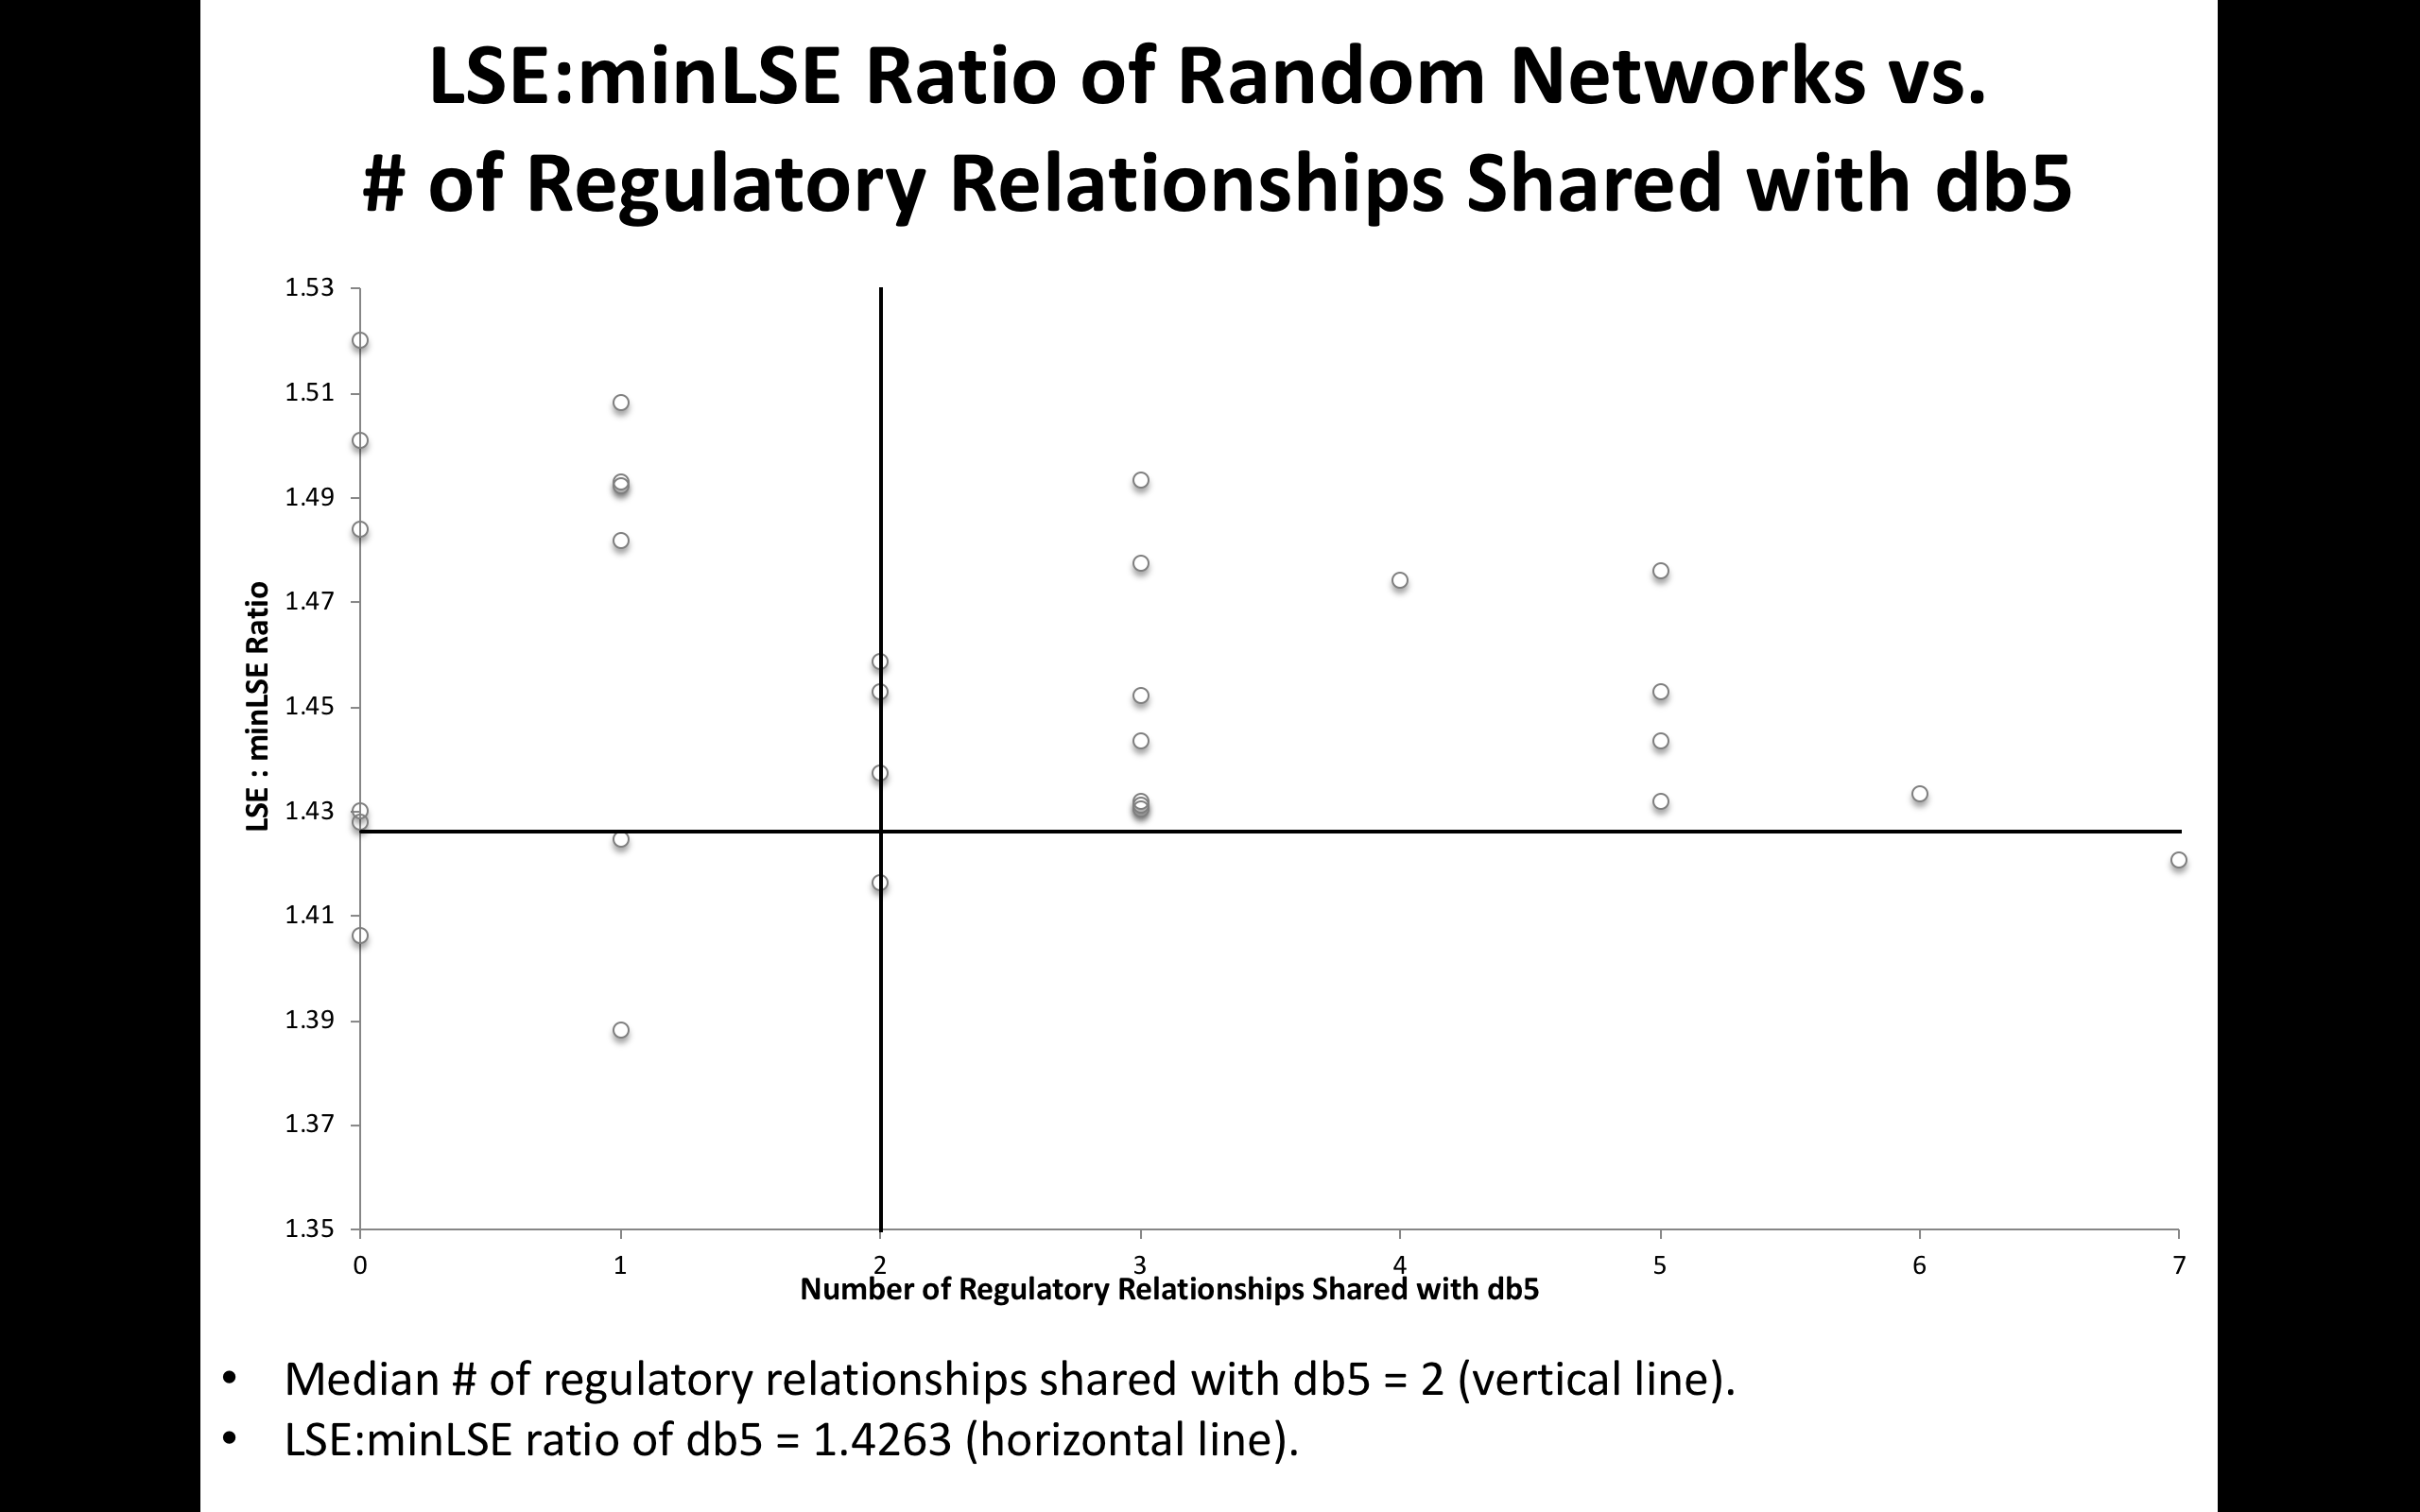 LSE:minLSE Ratio of Random Networks vs.
# of Regulatory Relationships Shared with db5
1.53
1.51
1.49
1.47
1.45
1.43
1.41
1.39
1.37
1.35
LSE : minLSE Ratio
0 1 2 3 4 5 6 7
Number of Regulatory Relationships Shared with db5
• Median # of regulatory relationships shared with db5 = 2 (vertical line).
• LSE:minLSE ratio of db5 = 1.4263 (horizontal line).